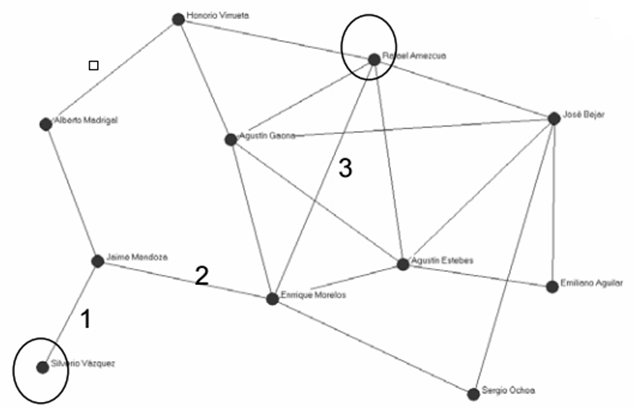 Honorio Virrueta
Rafael Amezcua
Alberto Madrigal
Agustín Gaona
José Bejar
3
Jaime Mendoza
Agustín Estebes
2
Enrrique Morelos
Emiliano Aguilar
1
Silverio Vázquez
Sergio Ochoa